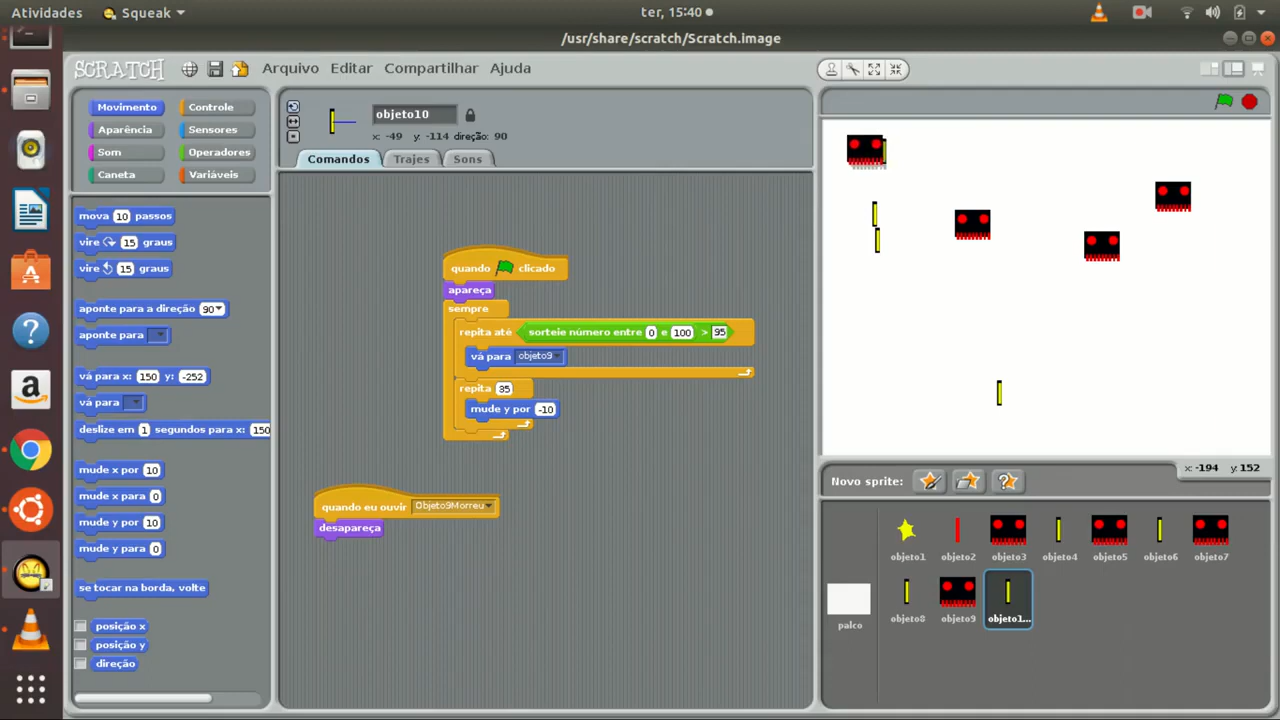 Atividades Squeak ter, 15:40
/usr/share/scratch/Scratch.image
SCRATCH Arquivo Editar Compartilhar Ajuda
Movimento Controle
Aparência Sensores
Som Operadores
Caneta Variáveis
mova 10 passos
vire 15 graus
vire 15 graus
aponte para a direção 90
aponte para
vá para x: 150 y: -252
vá para
deslize em 1 segundos para x: 150
mude x por 10
mude x para 0
mude y por 10
mude y para 0
se tocar na borda, volte
posição x
posição y
direção
objeto10
x: -49 y: -114 direção: 90
Comandos Trajes Sons
quando clicado
apareça
sempre
repita até sorteie número entre 0 e 100 > 95
vá para objeto9
repita 35
mude y por -10
quando eu ouvir Objeto9Morreu
desapareça
x: -194 y: 152
Novo sprite:
palco
objeto1 objeto2 objeto3 objeto4 objeto5 objeto6 objeto7
objeto8 objeto9 objeto1...